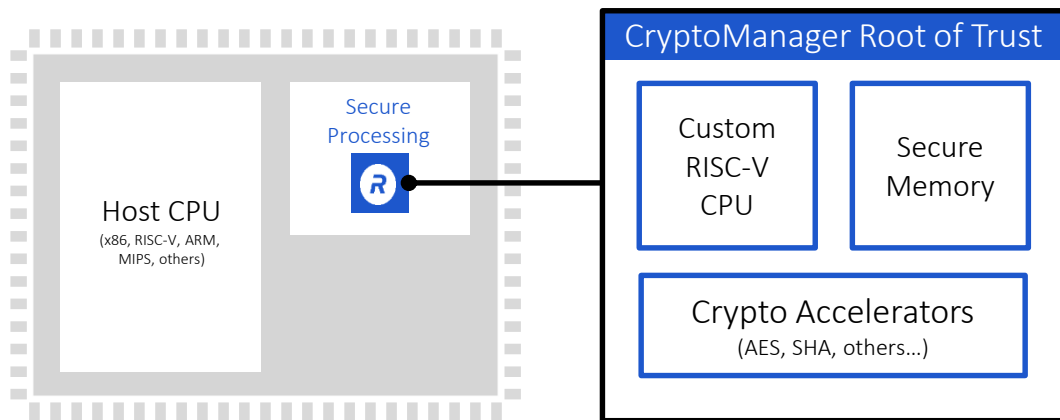 CryptoManager Root of Trust
Secure
Processing
R
Host CPU
(x86, RISC-V, ARM,
MIPS, others)
Custom
RISC-V
CPU
Secure
Memory
Crypto Accelerators
(AES, SHA, others...)